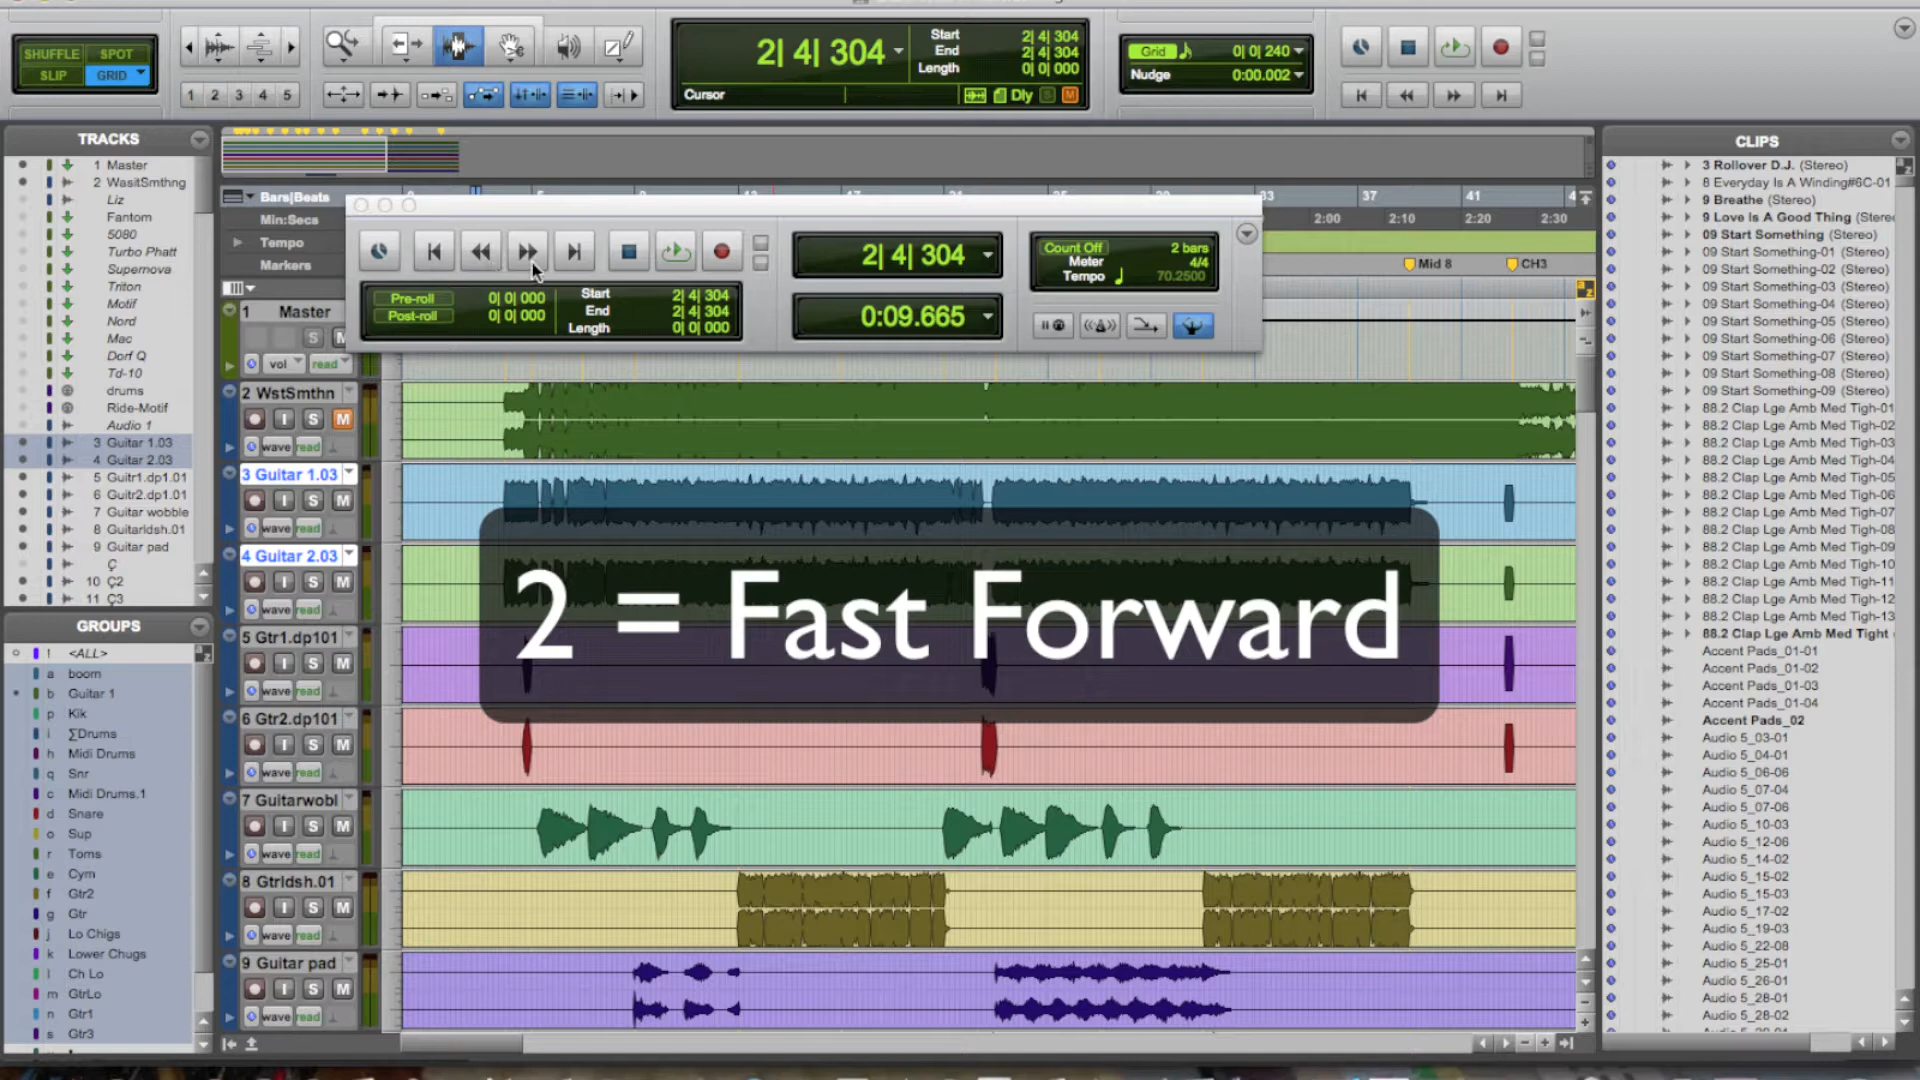 SHUFFLE SPOT
SLIP GRID
1 2 3 4 5
2| 4| 304
Start 2| 4| 304
End 2| 4| 304
Length 0| 0| 000
Cursor
Dly S M
Grid 0| 0| 240
Nudge 0:00.002
TRACKS
1 Master
2 WasitSmthng
Liz
Fantom
5080
Turbo Phatt
Supernova
Triton
Motif
Nord
Mac
Dorf Q
Td-10
drums
Ride-Motif
Audio 1
3 Guitar 1.03
4 Guitar 2.03
5 Guitr1.dp1.01
6 Guitr2.dp1.01
7 Guitar wobble
8 Guitarldsh.01
9 Guitar pad
Ç
10 Ç2
11 Ç3
GROUPS
! <ALL>
a boom
b Guitar 1
p Kik
i ∑Drums
h Midi Drums
q Snr
c Midi Drums.1
d Snare
o Sup
r Toms
e Cym
f Gtr2
g Gtr
j Lo Chigs
k Lower Chugs
l Ch Lo
m GtrLo
n Gtr1
s Gtr3
Bars|Beats
5 33 37 41
Min:Secs
2:00 2:10 2:20 2:30
Tempo
Markers
Mid 8 CH3
Pre-roll 0| 0| 000
Post-roll 0| 0| 000
Start 2| 4| 304
End 2| 4| 304
Length 0| 0| 000
2| 4| 304
0:09.665
Count Off 2 bars
Meter 4/4
Tempo 70.2500
1 Master
S M
vol read
2 WstSmthn
I S M
wave read
3 Guitar 1.03
I S M
wave read
4 Guitar 2.03
I S M
wave read
5 Gtr1.dp101
I S M
wave read
6 Gtr2.dp101
I S M
wave read
7 Guitarwobl
I S M
wave read
8 Gtrldsh.01
I S M
wave read
9 Guitar pad
I S M
wave read
2 = Fast Forward
CLIPS
3 Rollover D.J. (Stereo)
8 Everyday Is A Winding#6C-01
9 Breathe (Stereo)
9 Love Is A Good Thing (Stereo
09 Start Something (Stereo)
09 Start Something-01 (Stereo)
09 Start Something-02 (Stereo)
09 Start Something-03 (Stereo)
09 Start Something-04 (Stereo)
09 Start Something-05 (Stereo)
09 Start Something-06 (Stereo)
09 Start Something-07 (Stereo)
09 Start Something-08 (Stereo)
09 Start Something-09 (Stereo)
88.2 Clap Lge Amb Med Tigh-01
88.2 Clap Lge Amb Med Tigh-02
88.2 Clap Lge Amb Med Tigh-03
88.2 Clap Lge Amb Med Tigh-04
88.2 Clap Lge Amb Med Tigh-05
88.2 Clap Lge Amb Med Tigh-06
88.2 Clap Lge Amb Med Tigh-07
88.2 Clap Lge Amb Med Tigh-08
88.2 Clap Lge Amb Med Tigh-09
88.2 Clap Lge Amb Med Tigh-10
88.2 Clap Lge Amb Med Tigh-11
88.2 Clap Lge Amb Med Tigh-12
88.2 Clap Lge Amb Med Tigh-13
88.2 Clap Lge Amb Med Tight
Accent Pads_01-01
Accent Pads_01-02
Accent Pads_01-03
Accent Pads_01-04
Accent Pads_02
Audio 5_03-01
Audio 5_04-01
Audio 5_06-06
Audio 5_07-04
Audio 5_07-06
Audio 5_10-03
Audio 5_12-06
Audio 5_14-02
Audio 5_15-02
Audio 5_15-03
Audio 5_17-02
Audio 5_19-03
Audio 5_22-08
Audio 5_25-01
Audio 5_26-01
Audio 5_28-01
Audio 5_28-02